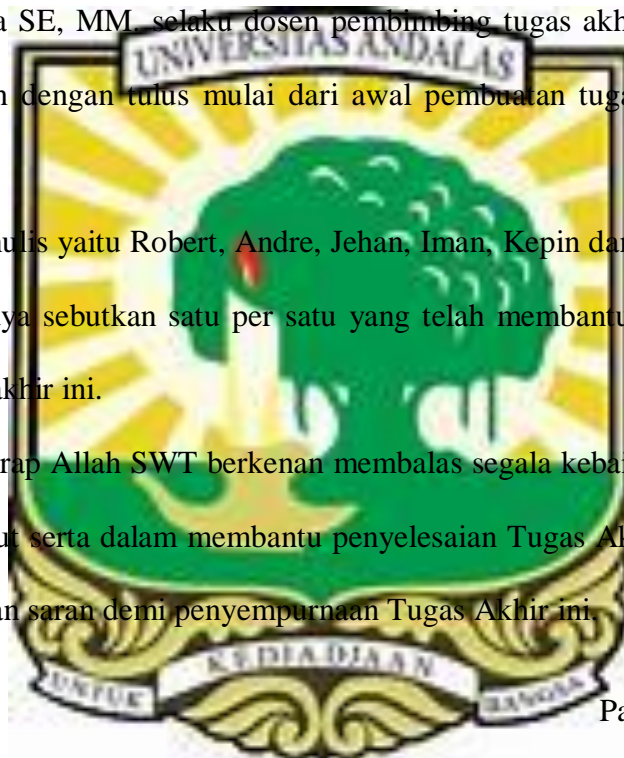 a SE, MM. selaku dosen pembimbing tugas akh
UNIVERSITAS ANDALAS
n dengan tulus mulai dari awal pembuatan tuga
ulis yaitu Robert, Andre, Jehan, Iman, Kepin dan
ya sebutkan satu per satu yang telah membantu
akhir ini.
rap Allah SWT berkenan membalas segala kebai
ut serta dalam membantu penyelesaian Tugas Ak
an saran demi penyempurnaan Tugas Akhir ini.
UNTUK KEDJADJAAN BANGSA
Pa